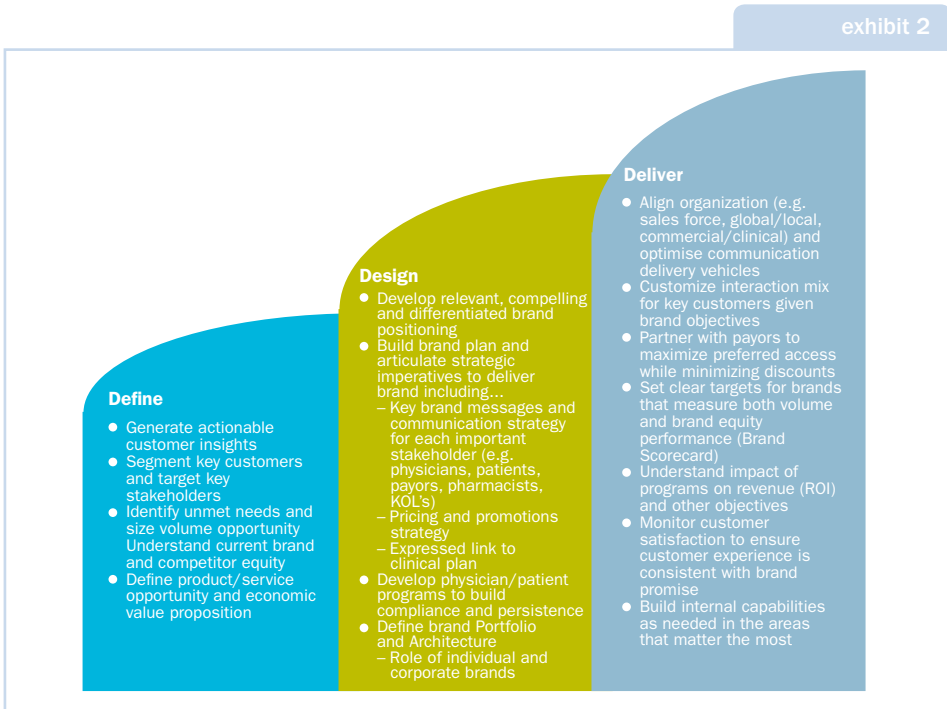 exhibit 2
Define
● Generate actionable
customer insights
● Segment key customers
and target key
stakeholders
● Identify unmet needs and
size volume opportunity
Understand current brand
and competitor equity
● Define product/service
opportunity and economic
value proposition
Design
● Develop relevant, compelling
and differentiated brand
positioning
● Build brand plan and
articulate strategic
imperatives to deliver
brand including...
– Key brand messages and
communication strategy
for each important
stakeholder (e.g.
physicians, patients,
payors, pharmacists,
KOL's)
– Pricing and promotions
strategy
– Expressed link to
clinical plan
● Develop physician/patient
programs to build
compliance and persistence
● Define brand Portfolio
and Architecture
– Role of individual and
corporate brands
Deliver
● Align organization (e.g.
sales force, global/local,
commercial/clinical) and
optimise communication
delivery vehicles
● Customize interaction mix
for key customers given
brand objectives
● Partner with payors to
maximize preferred access
while minimizing discounts
● Set clear targets for brands
that measure both volume
and brand equity
performance (Brand
Scorecard)
● Understand impact of
programs on revenue (ROI)
and other objectives
● Monitor customer
satisfaction to ensure
customer experience is
consistent with brand
promise
● Build internal capabilities
as needed in the areas
that matter the most